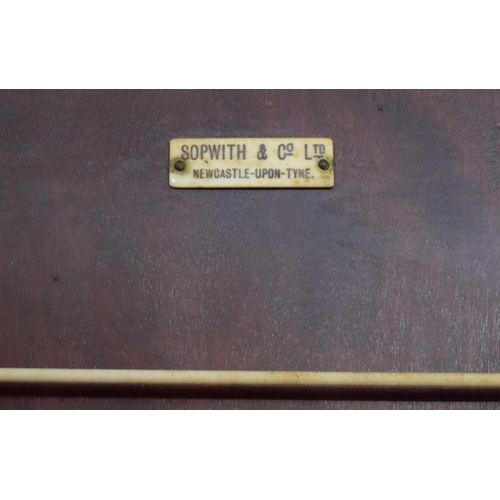 SOPWITH & Cº LTD
NEWCASTLE-UPON-TYNE.